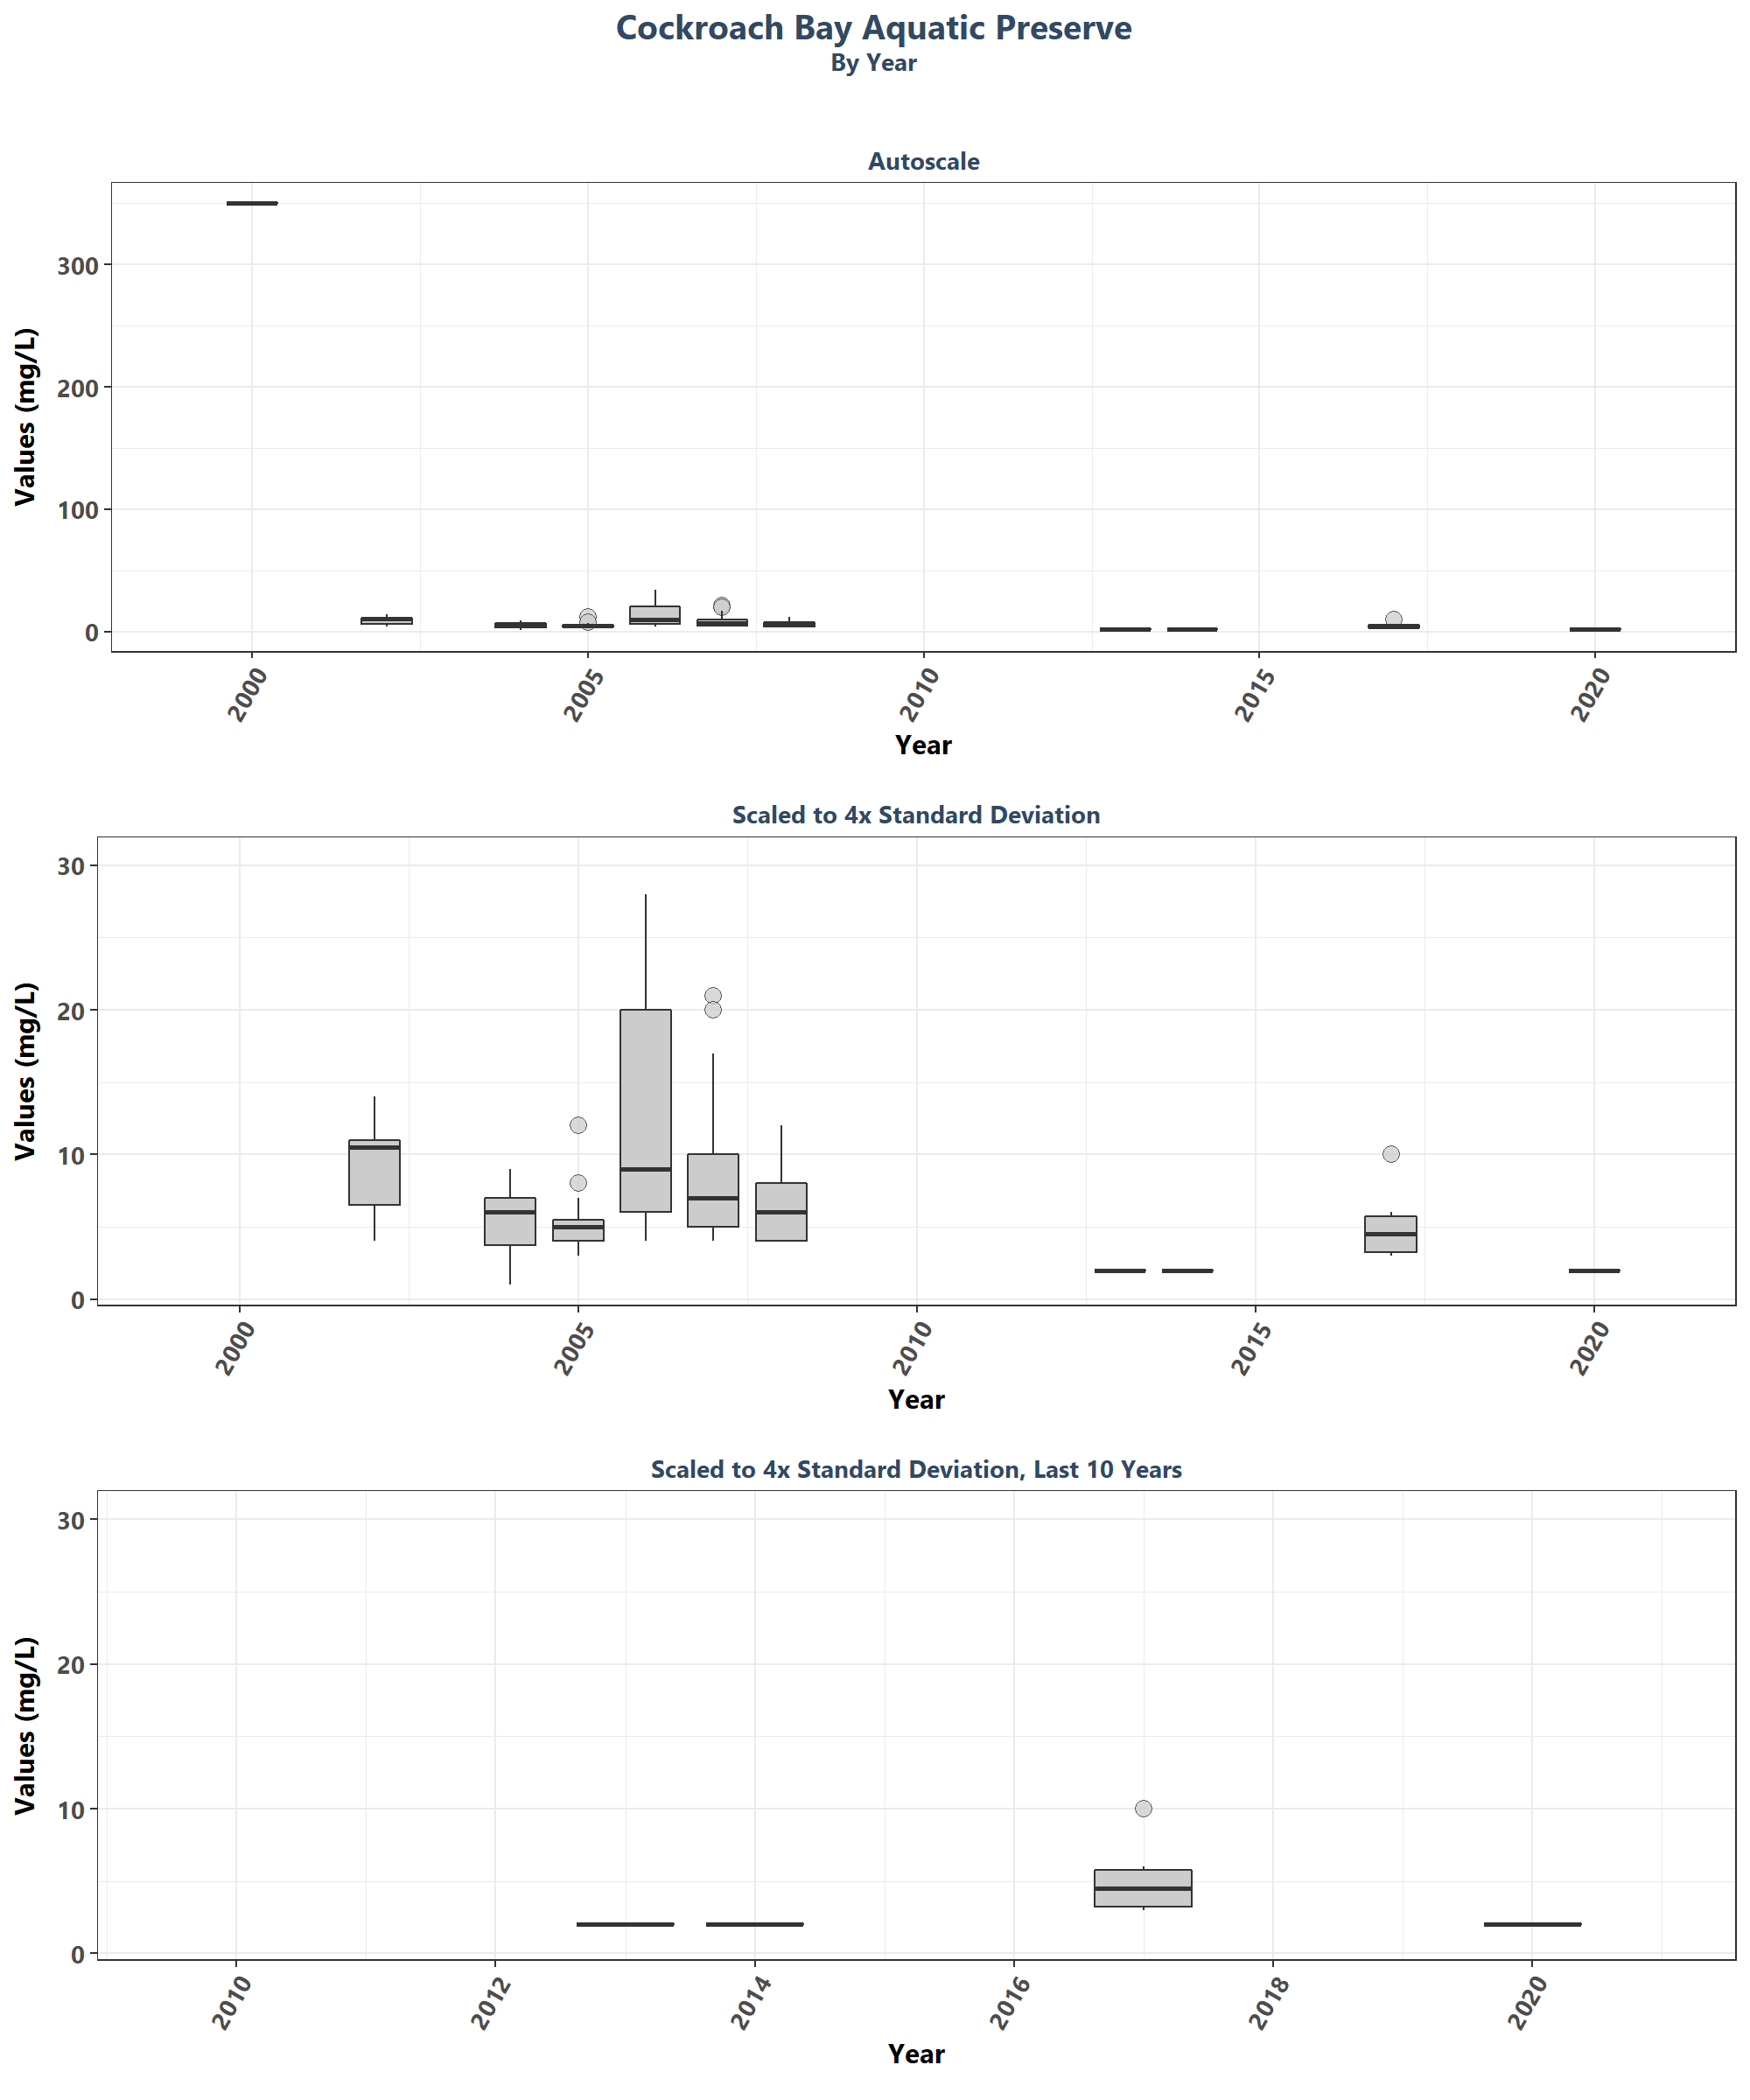 Cockroach Bay Aquatic Preserve
By Year
Autoscale
Values (mg/L)
300
200
100
0
2000
2005
2010
2015
2020
Year
Scaled to 4x Standard Deviation
Values (mg/L)
30
20
10
0
2000
2005
2010
2015
2020
Year
Scaled to 4x Standard Deviation, Last 10 Years
Values (mg/L)
30
20
10
0
2010
2012
2014
2016
2018
2020
Year